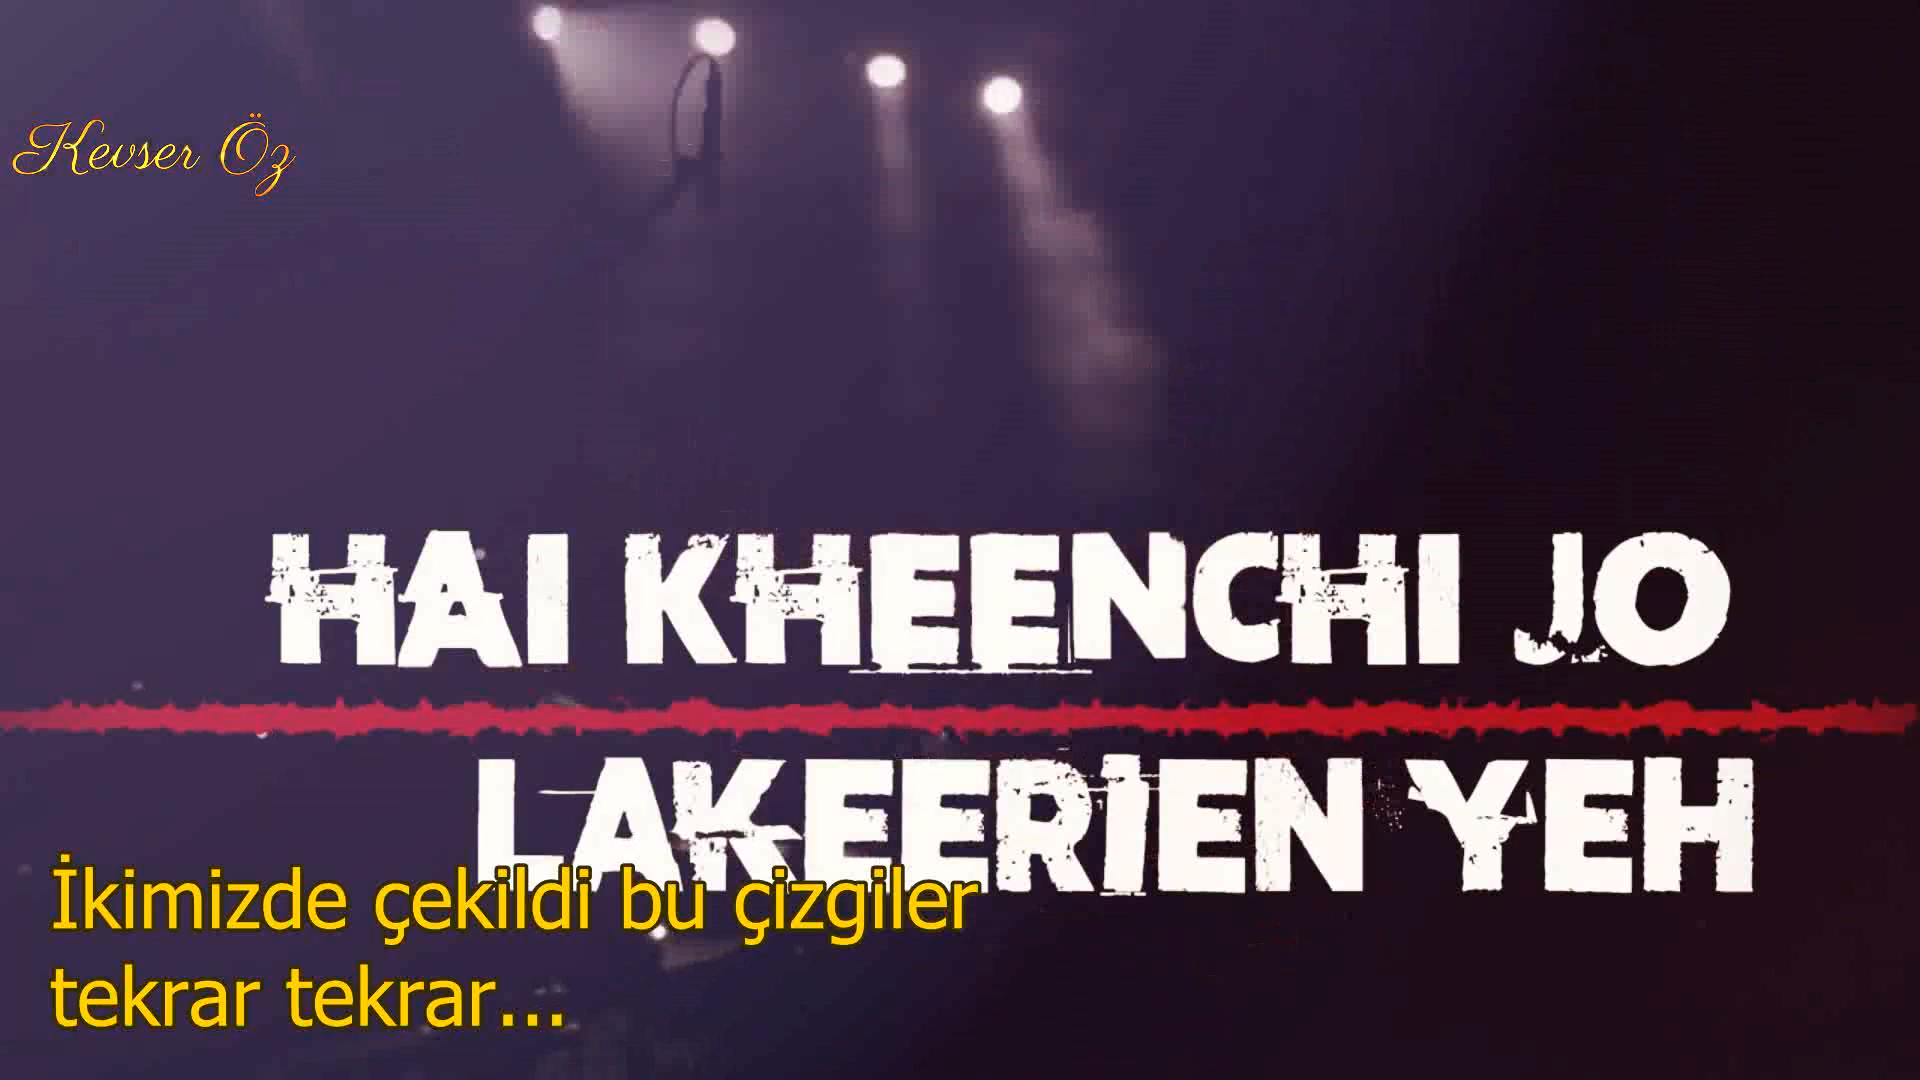 Kevser Öz
HAI KHEENCHI JO
LAKEERIEN YEH
İkimizde çekildi bu çizgiler
tekrar tekrar...